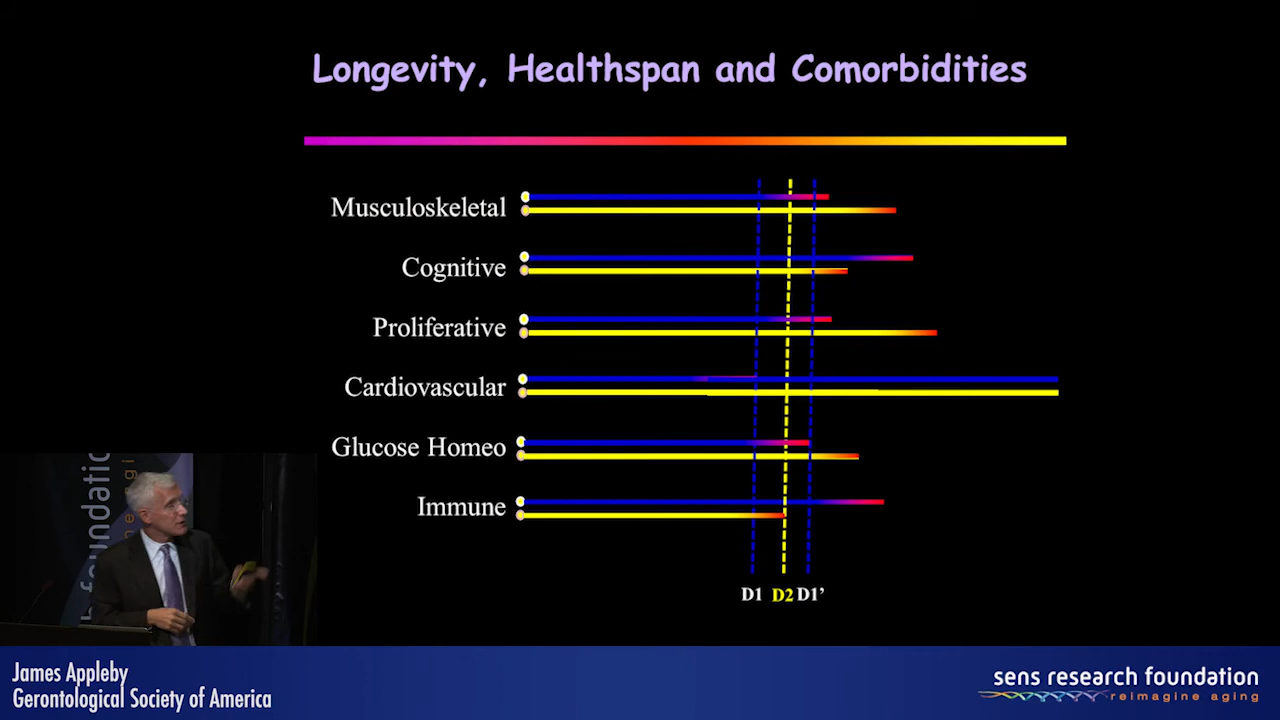 Longevity, Healthspan and Comorbidities
Musculoskeletal
Cognitive
Proliferative
Cardiovascular
Glucose Homeo
Immune
D1 D2 D1’
foundatio
James Appleby
Gerontological Society of America
sens research foundation
reimagine aging